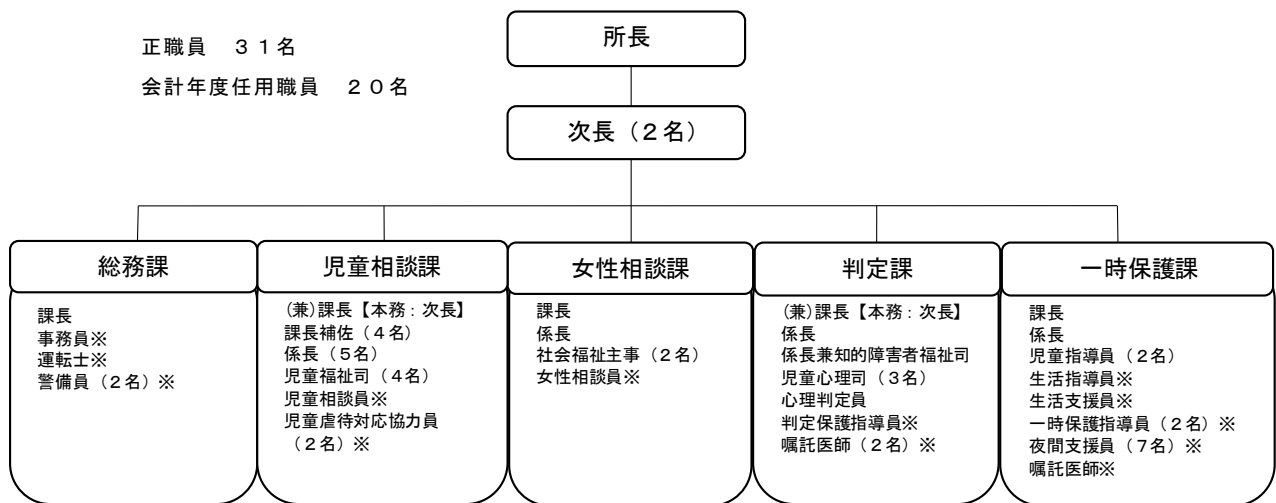 正職員　３１名
会計年度任用職員　２０名
所長
次長（２名）
総務課
課長
事務員※
運転士※
警備員（２名）※
児童相談課
(兼)課長【本務：次長】
課長補佐（４名）
係長（５名）
児童福祉司（４名）
児童相談員※
児童虐待対応協力員
（２名）※
女性相談課
課長
係長
社会福祉主事（２名）
女性相談員※
判定課
(兼)課長【本務：次長】
係長
係長兼知的障害者福祉司
児童心理司（３名）
心理判定員
判定保護指導員※
嘱託医師（２名）※
一時保護課
課長
係長
児童指導員（２名）
生活指導員※
生活支援員※
一時保護指導員（２名）※
夜間支援員（７名）※
嘱託医師※